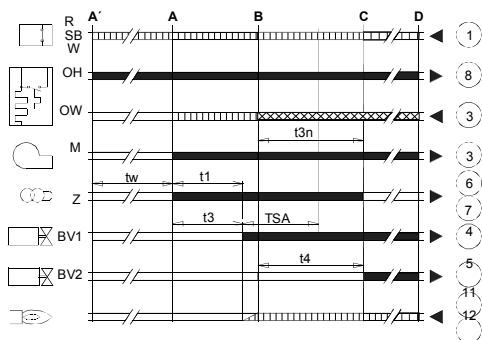 A´ A B C D
R
SB 1
W
OH 8
OW 3
t3n
M 3
tw t1 6
Z 7
t3 TSA
BV1 4
t4 5
BV2
11
12